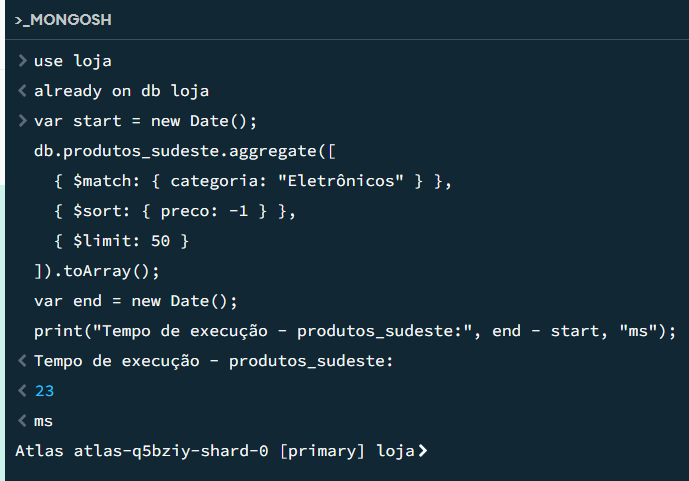 >_MONGOSH
> use loja
< already on db loja
> var start = new Date();
db.produtos_sudeste.aggregate([
  { $match: { categoria: "Eletrônicos" } },
  { $sort: { preco: -1 } },
  { $limit: 50 }
]).toArray();
var end = new Date();
print("Tempo de execução - produtos_sudeste:", end - start, "ms");
< Tempo de execução - produtos_sudeste:
< 23
< ms
Atlas atlas-q5bziy-shard-0 [primary] loja>